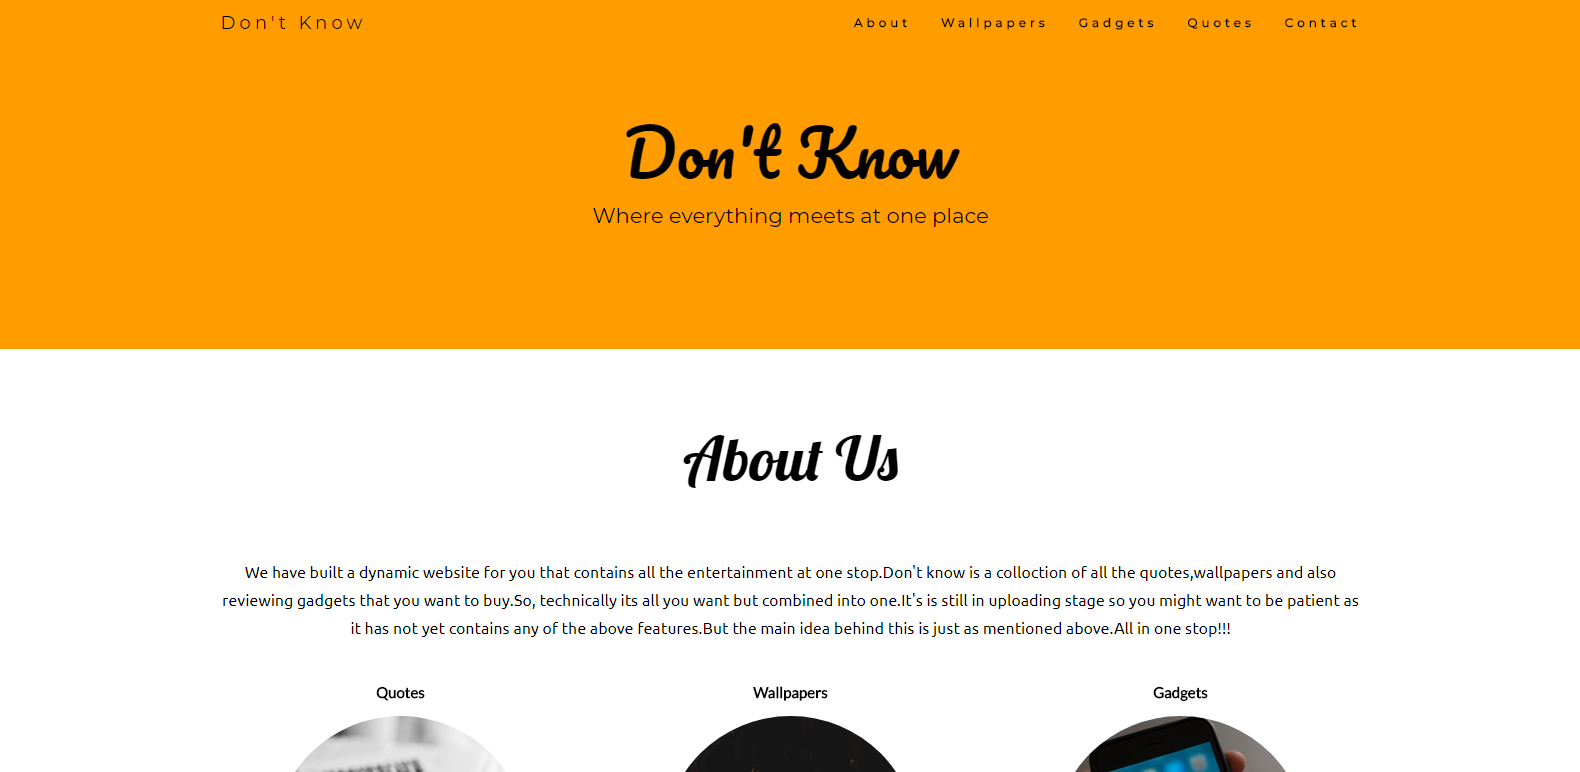 Don't Know
About Wallpapers Gadgets Quotes Contact
Don't Know
Where everything meets at one place
About Us
We have built a dynamic website for you that contains all the entertainment at one stop.Don't know is a colloction of all the quotes,wallpapers and also
reviewing gadgets that you want to buy.So, technically its all you want but combined into one.It's is still in uploading stage so you might want to be patient as
it has not yet contains any of the above features.But the main idea behind this is just as mentioned above.All in one stop!!!
Quotes Wallpapers Gadgets